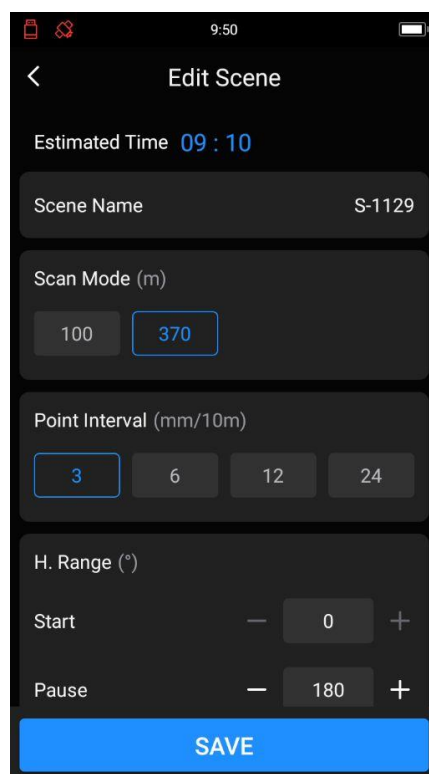 9:50
Edit Scene
Estimated Time 09 : 10
Scene Name S-1129
Scan Mode (m)
100 370
Point Interval (mm/10m)
3 6 12 24
H. Range (°)
Start — 0 +
Pause — 180 +
SAVE